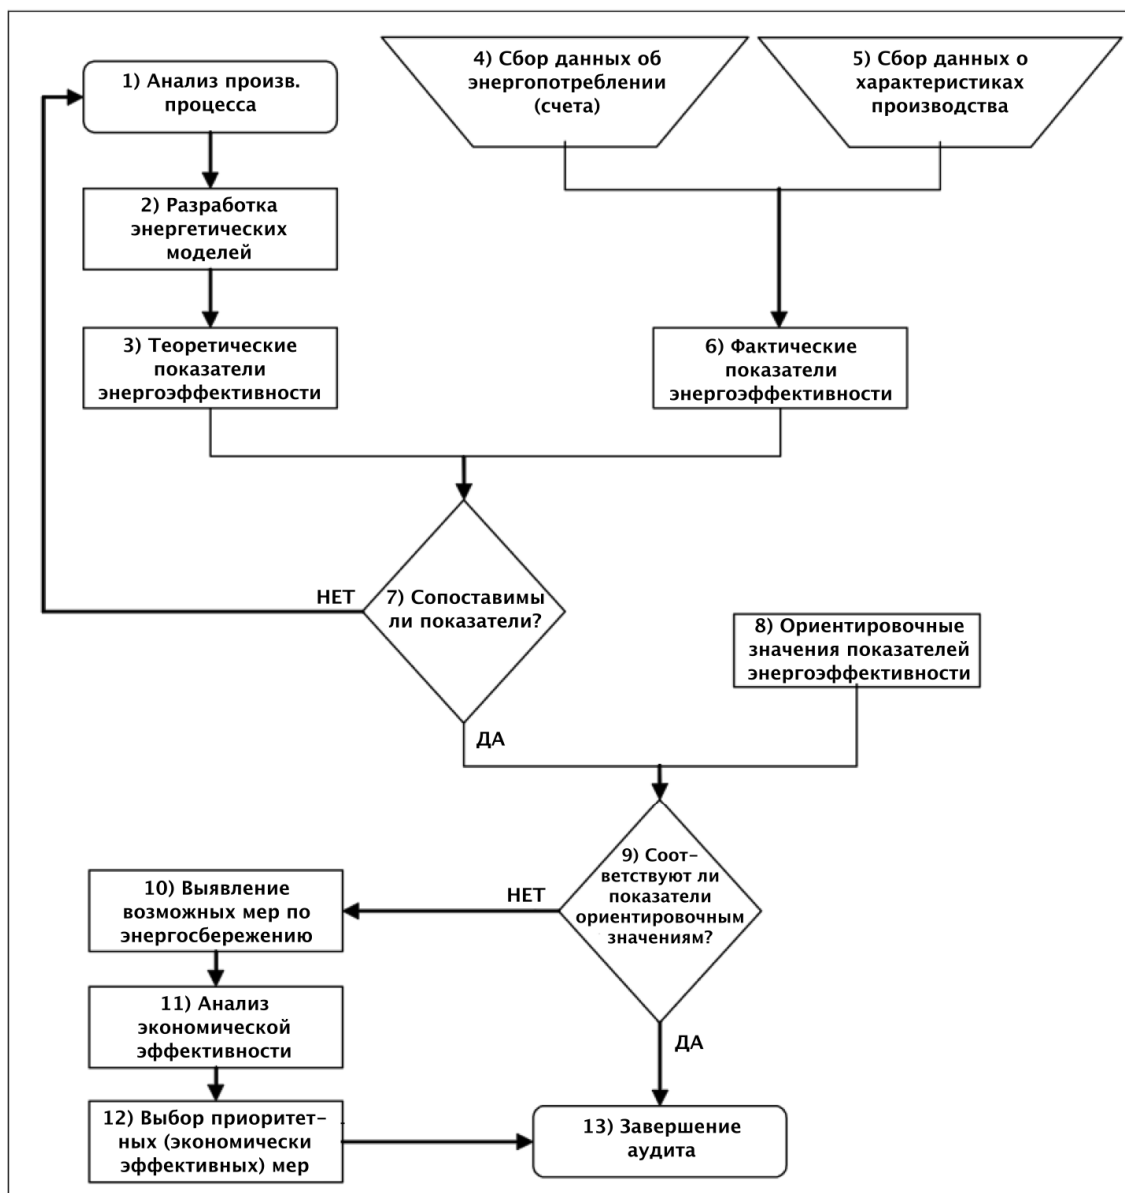 1) Анализ произв.
процесса
4) Сбор данных об
энергопотреблении
(счета)
5) Сбор данных о
характеристиках
производства
2) Разработка
энергетических
моделей
3) Теоретические
показатели
энергоэффективности
6) Фактические
показатели
энергоэффективности
НЕТ
7) Сопоставимы
ли показатели?
ДА
8) Ориентировочные
значения показателей
энергоэффективности
9) Соот-
ветствуют ли
показатели
ориентировочным
значениям?
НЕТ
ДА
10) Выявление
возможных мер по
энергосбережению
11) Анализ
экономической
эффективности
12) Выбор приоритет-
ных (экономически
эффективных) мер
13) Завершение
аудита